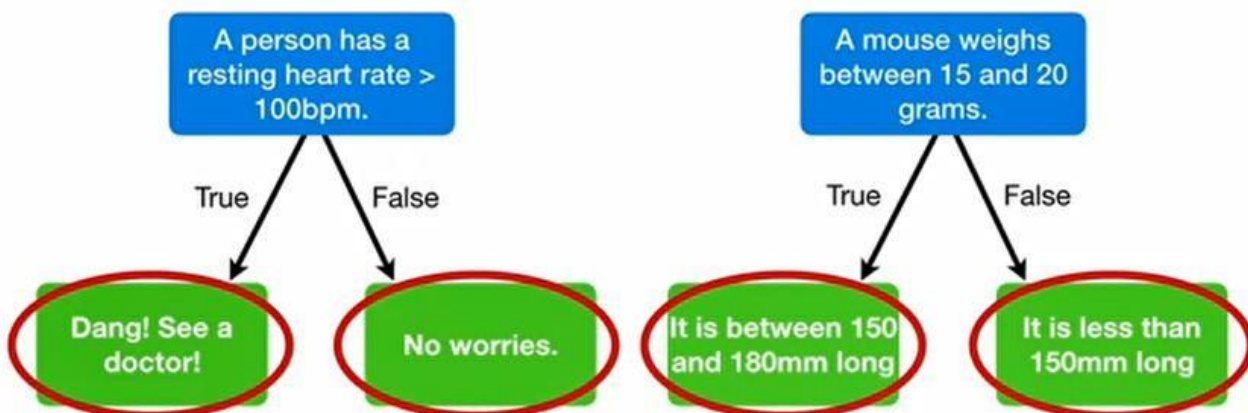 A person has a
resting heart rate >
100bpm.
True
False
Dang! See a
doctor!
No worries.
A mouse weighs
between 15 and 20
grams.
True
False
It is between 150
and 180mm long
It is less than
150mm long